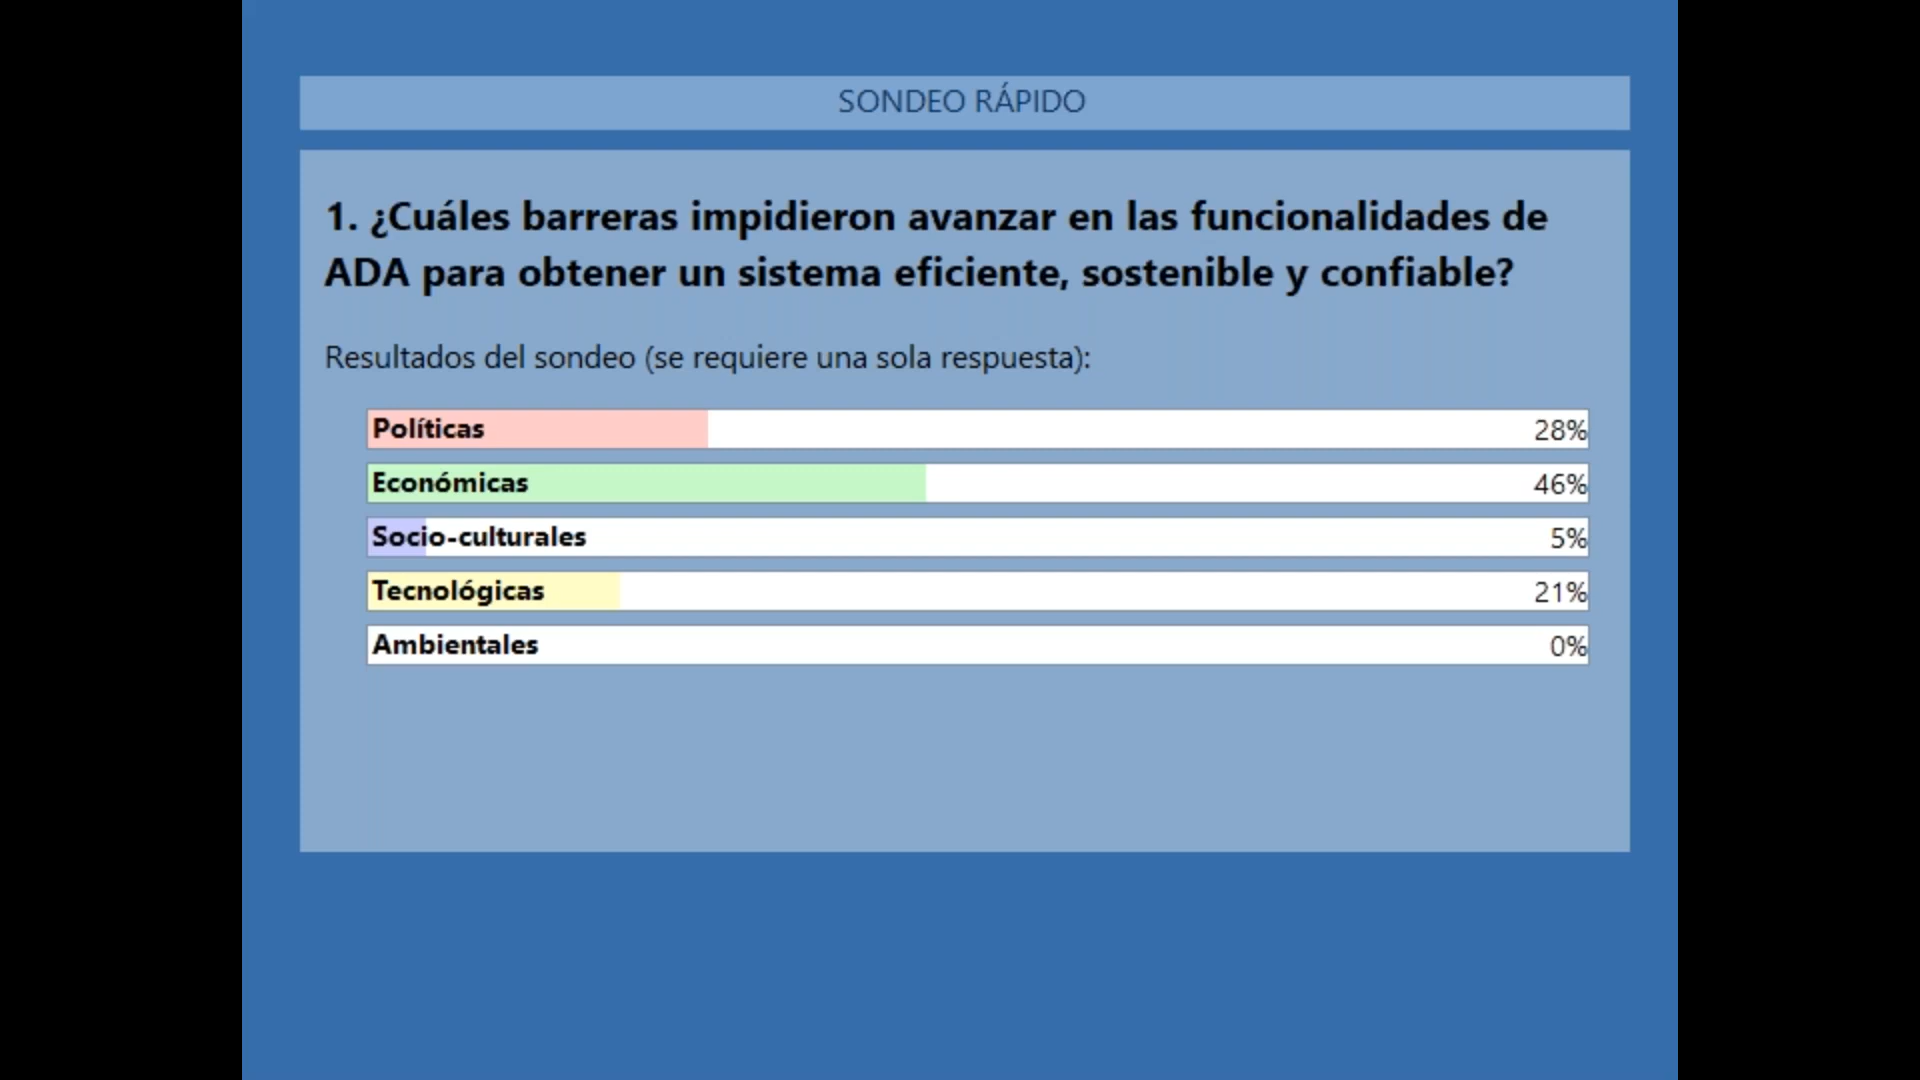 SONDEO RÁPIDO
1. ¿Cuáles barreras impidieron avanzar en las funcionalidades de
ADA para obtener un sistema eficiente, sostenible y confiable?
Resultados del sondeo (se requiere una sola respuesta):
Políticas 28%
Económicas 46%
Socio-culturales 5%
Tecnológicas 21%
Ambientales 0%